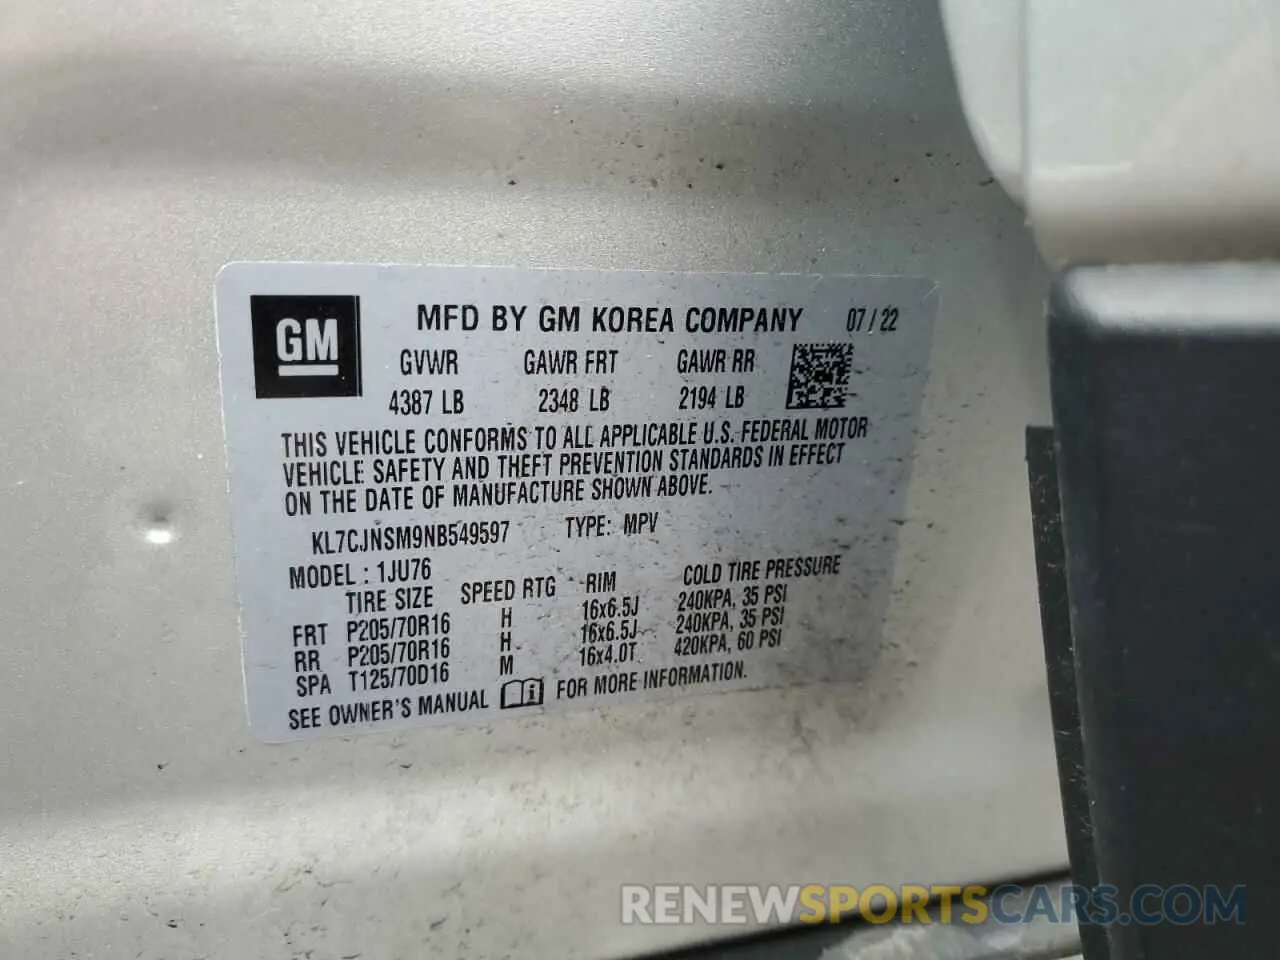 GM
MFD BY GM KOREA COMPANY 07/22
GVWR GAWR FRT GAWR RR
4387 LB 2348 LB 2194 LB
THIS VEHICLE CONFORMS TO ALL APPLICABLE U.S. FEDERAL MOTOR
VEHICLE SAFETY AND THEFT PREVENTION STANDARDS IN EFFECT
ON THE DATE OF MANUFACTURE SHOWN ABOVE.
KL7CJNSM9NB549597 TYPE: MPV
MODEL: 1JU76
TIRE SIZE SPEED RTG RIM COLD TIRE PRESSURE
FRT P205/70R16 H 16x6.5J 240KPA, 35 PSI
RR P205/70R16 H 16x6.5J 240KPA, 35 PSI
SPA T125/70D16 M 16x4.0T 420KPA, 60 PSI
SEE OWNER'S MANUAL FOR MORE INFORMATION.
RENEWSPORTSCARS.COM